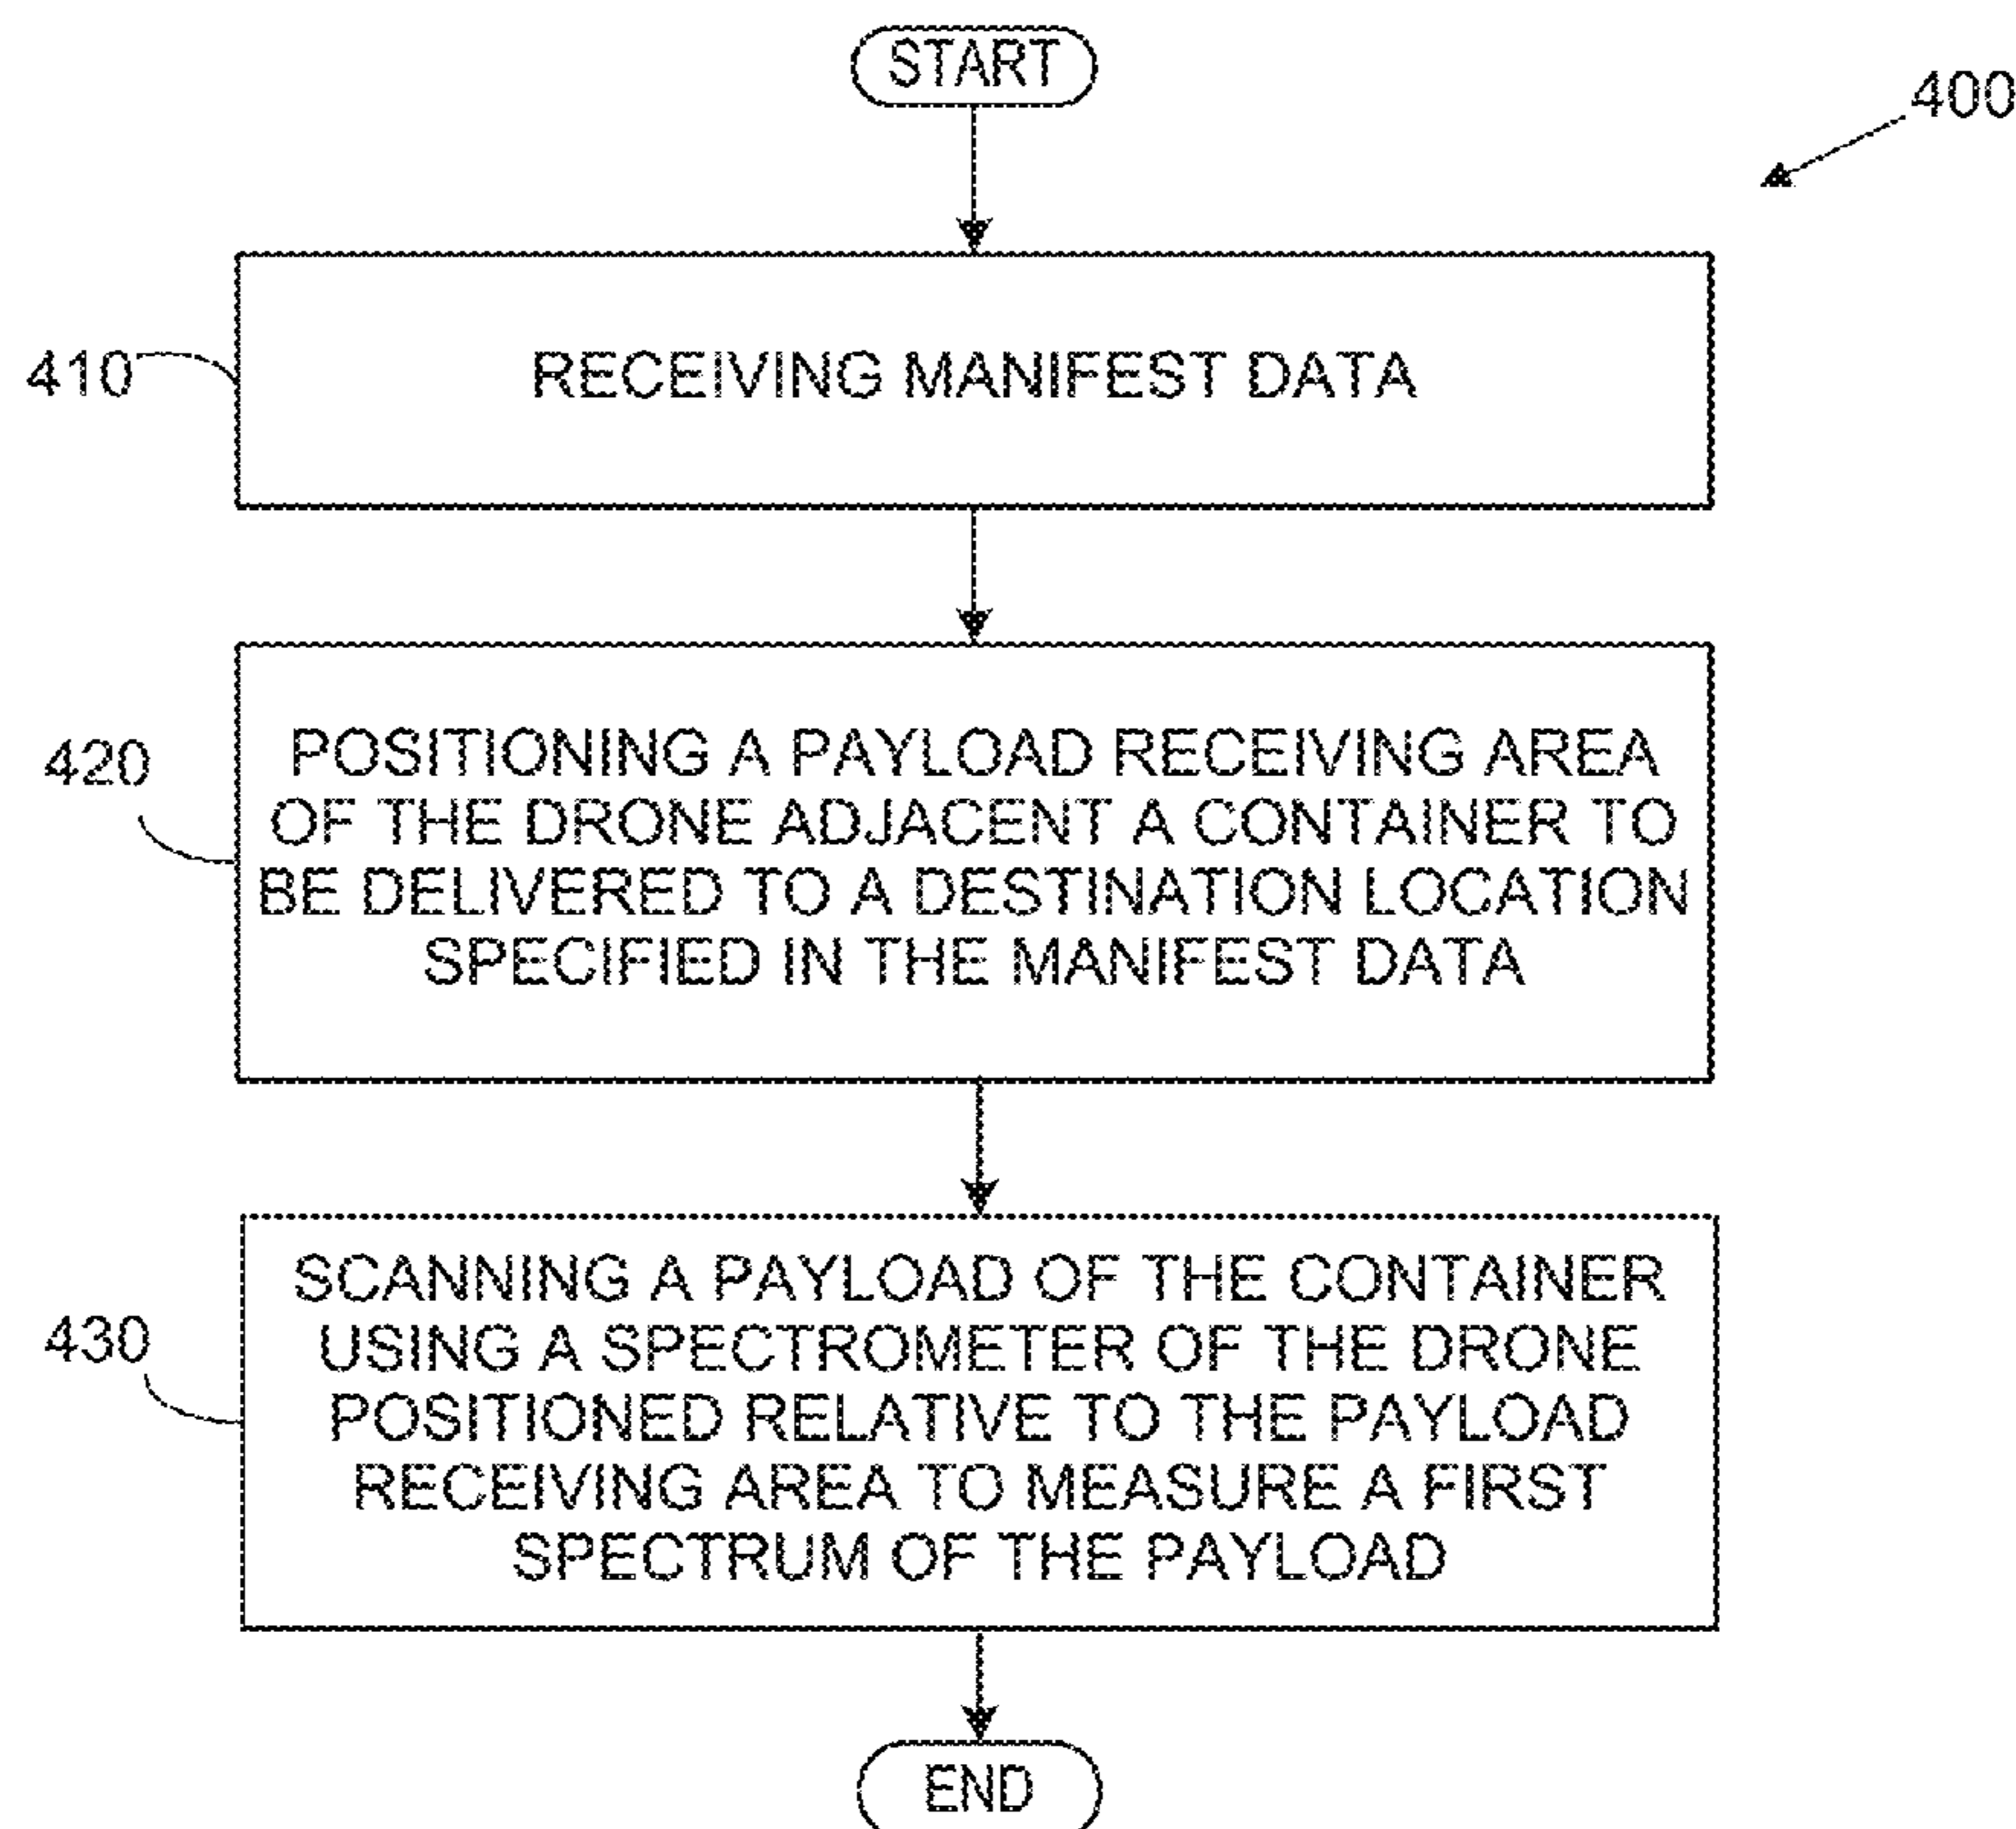 START
400
410
RECEIVING MANIFEST DATA
420
POSITIONING A PAYLOAD RECEIVING AREA
OF THE DRONE ADJACENT A CONTAINER TO
BE DELIVERED TO A DESTINATION LOCATION
SPECIFIED IN THE MANIFEST DATA
430
SCANNING A PAYLOAD OF THE CONTAINER
USING A SPECTROMETER OF THE DRONE
POSITIONED RELATIVE TO THE PAYLOAD
RECEIVING AREA TO MEASURE A FIRST
SPECTRUM OF THE PAYLOAD
END